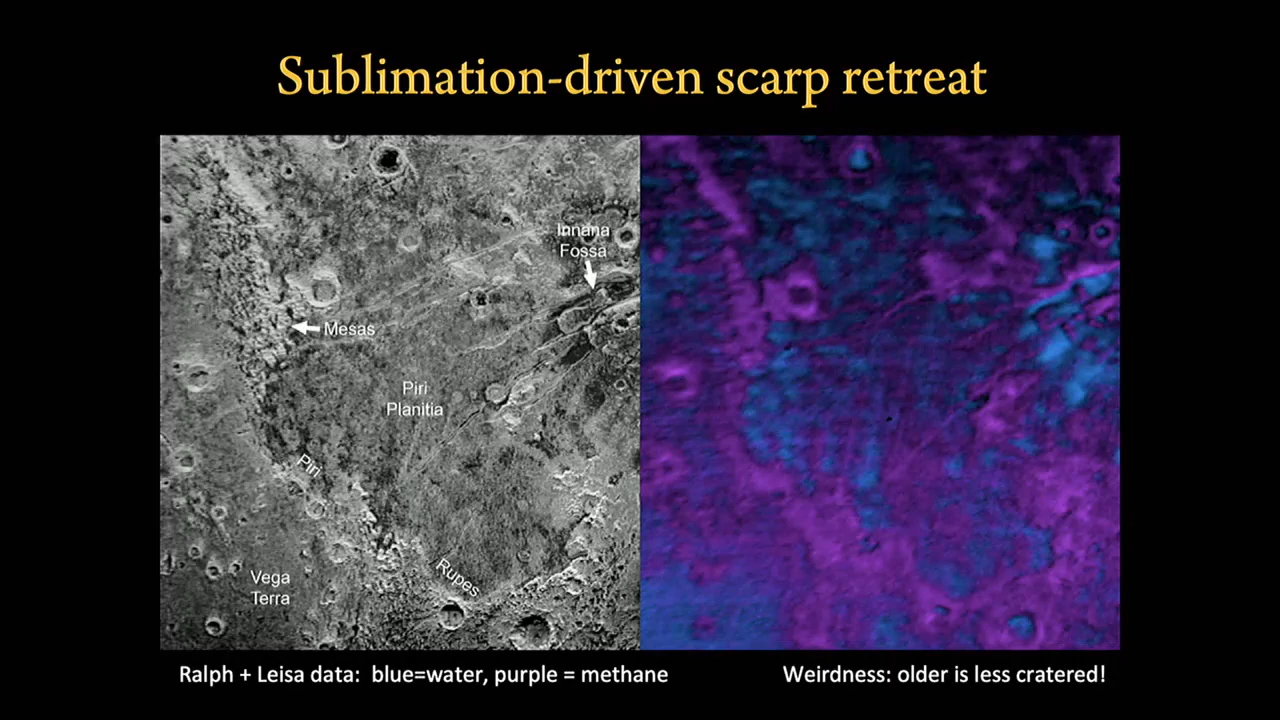 Sublimation-driven scarp retreat
Innana
Fossa
Mesas
Piri
Planitia
Piri
Rupes
Vega
Terra
Ralph + Leisa data:  blue=water, purple = methane
Weirdness: older is less cratered!